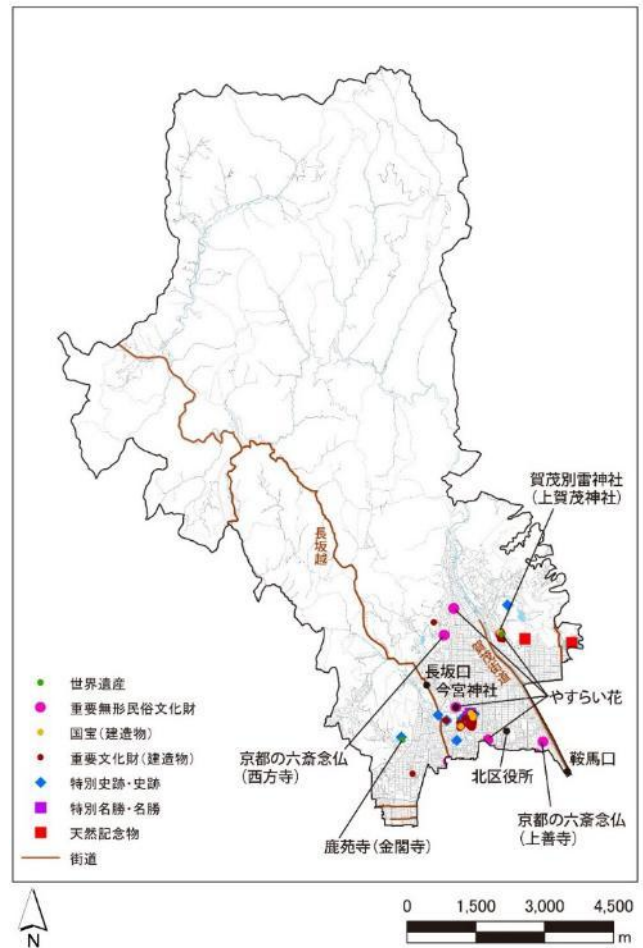 賀茂別雷神社
(上賀茂神社)
長坂越
鞍馬街道
長坂口
今宮神社
やすらい花
京都の六斎念仏
(西方寺)
北区役所
鞍馬口
鹿苑寺(金閣寺)
京都の六斎念仏
(上善寺)
世界遺産
重要無形民俗文化財
国宝(建造物)
重要文化財(建造物)
特別史跡・史跡
特別名勝・名勝
天然記念物
街道
N
0 1,500 3,000 4,500
m